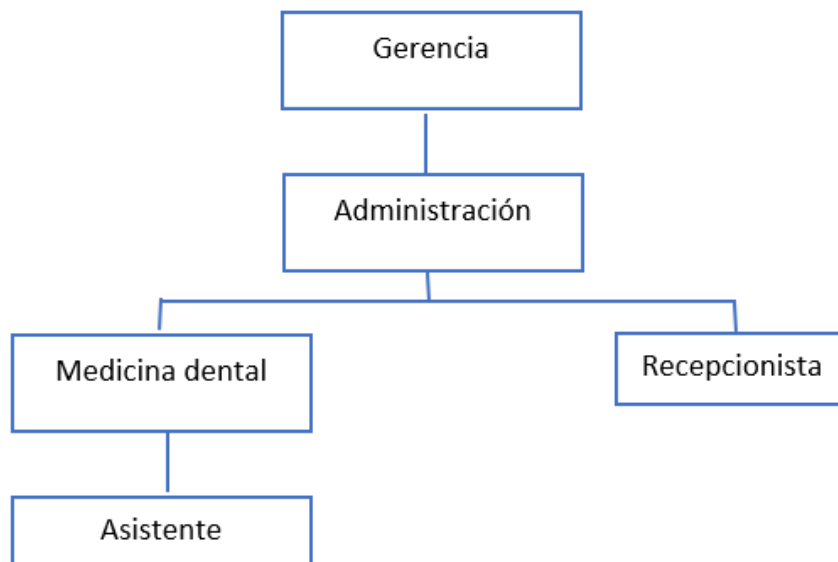 Gerencia
Administración
Medicina dental
Recepcionista
Asistente